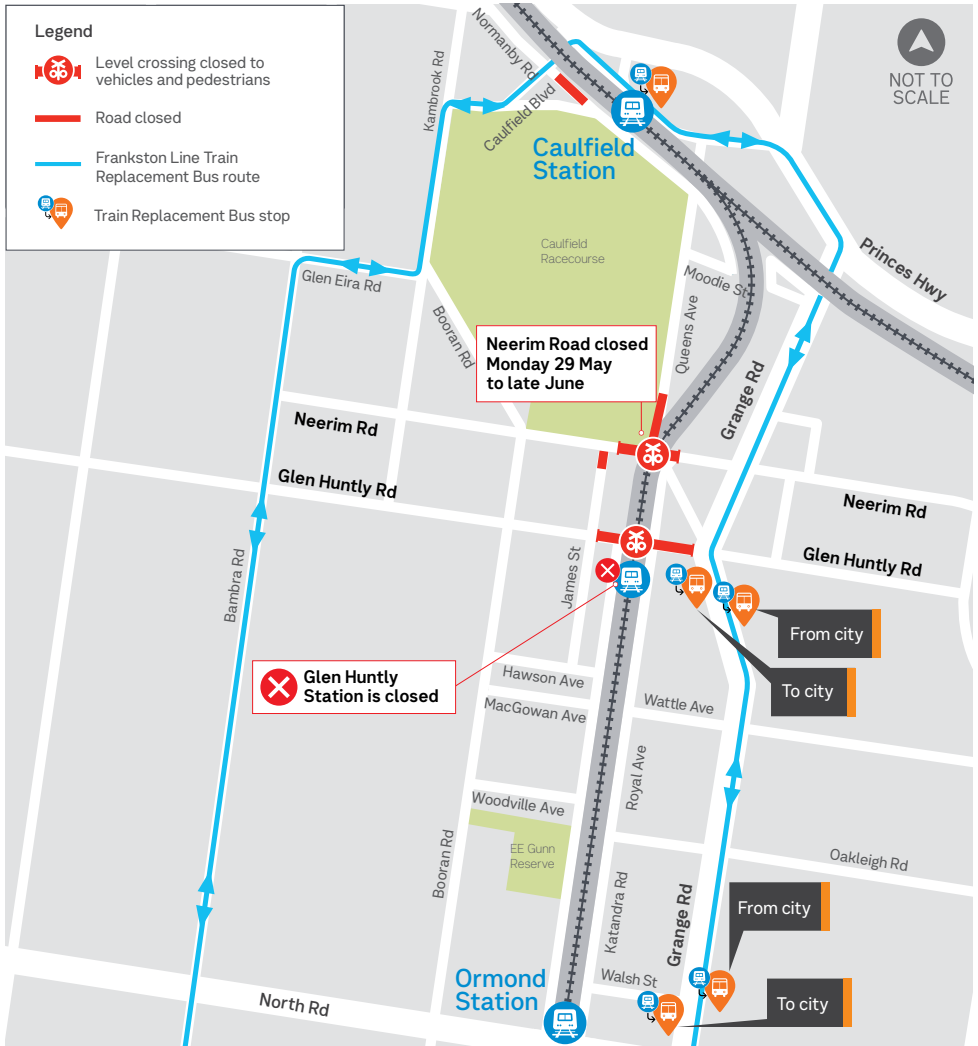 Legend
Level crossing closed to
vehicles and pedestrians
Road closed
Frankston Line Train
Replacement Bus route
Train Replacement Bus stop
NOT TO
SCALE
Normanby Rd
Kambrook Rd
Caulfield Blvd
Caulfield
Station
Caulfield
Racecourse
Princes Hwy
Moodie St
Glen Eira Rd
Booran Rd
Queens Ave
Neerim Road closed
Monday 29 May
to late June
Grange Rd
Neerim Rd
Glen Huntly Rd
Neerim Rd
Glen Huntly Rd
Bambra Rd
James St
From city
To city
Glen Huntly
Station is closed
Hawson Ave
MacGowan Ave
Wattle Ave
Royal Ave
Woodville Ave
EE Gunn
Reserve
Booran Rd
Oakleigh Rd
Katandra Rd
Grange Rd
From city
Walsh St
To city
Ormond
Station
North Rd